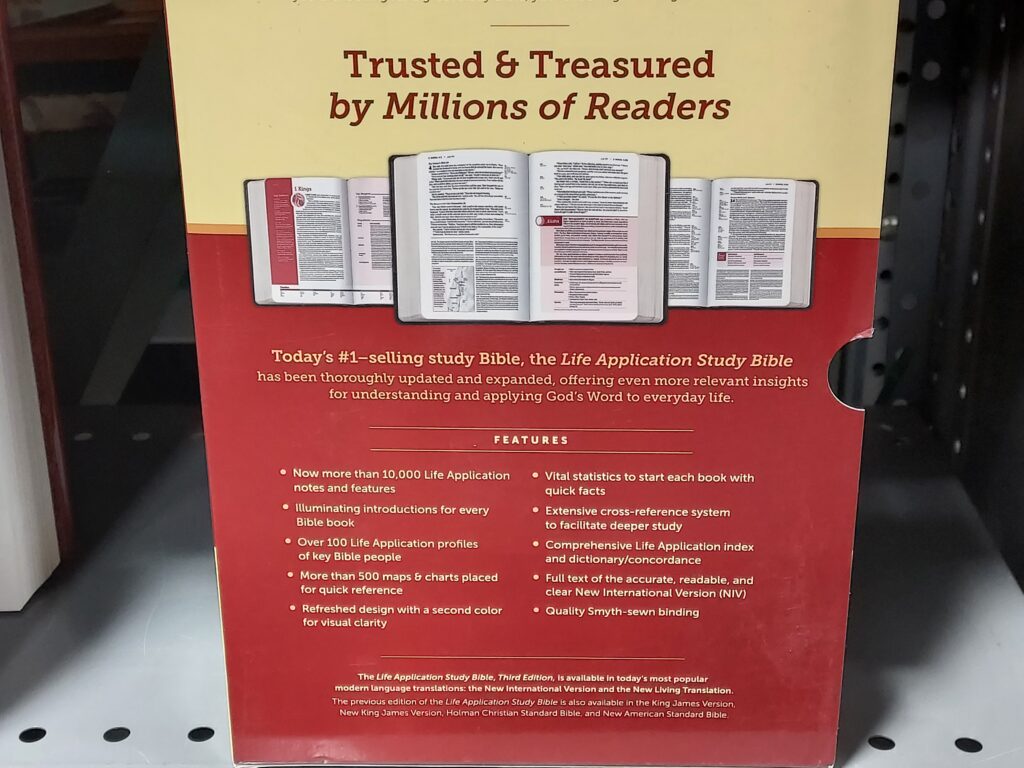 Trusted & Treasured
by Millions of Readers
1 Kings
Today's #1–selling study Bible, the Life Application Study Bible
has been thoroughly updated and expanded, offering even more relevant insights
for understanding and applying God's Word to everyday life.
FEATURES
• Now more than 10,000 Life Application
notes and features
• Illuminating introductions for every
Bible book
• Over 100 Life Application profiles
of key Bible people
• More than 500 maps & charts placed
for quick reference
• Refreshed design with a second color
for visual clarity
• Vital statistics to start each book with
quick facts
• Extensive cross-reference system
to facilitate deeper study
• Comprehensive Life Application index
and dictionary/concordance
• Full text of the accurate, readable, and
clear New International Version (NIV)
• Quality Smyth-sewn binding
The Life Application Study Bible, Third Edition, is available in today's most popular
modern language translations: the New International Version and the New Living Translation.
The previous edition of the Life Application Study Bible is also available in the King James Version,
New King James Version, Holman Christian Standard Bible, and New American Standard Bible.